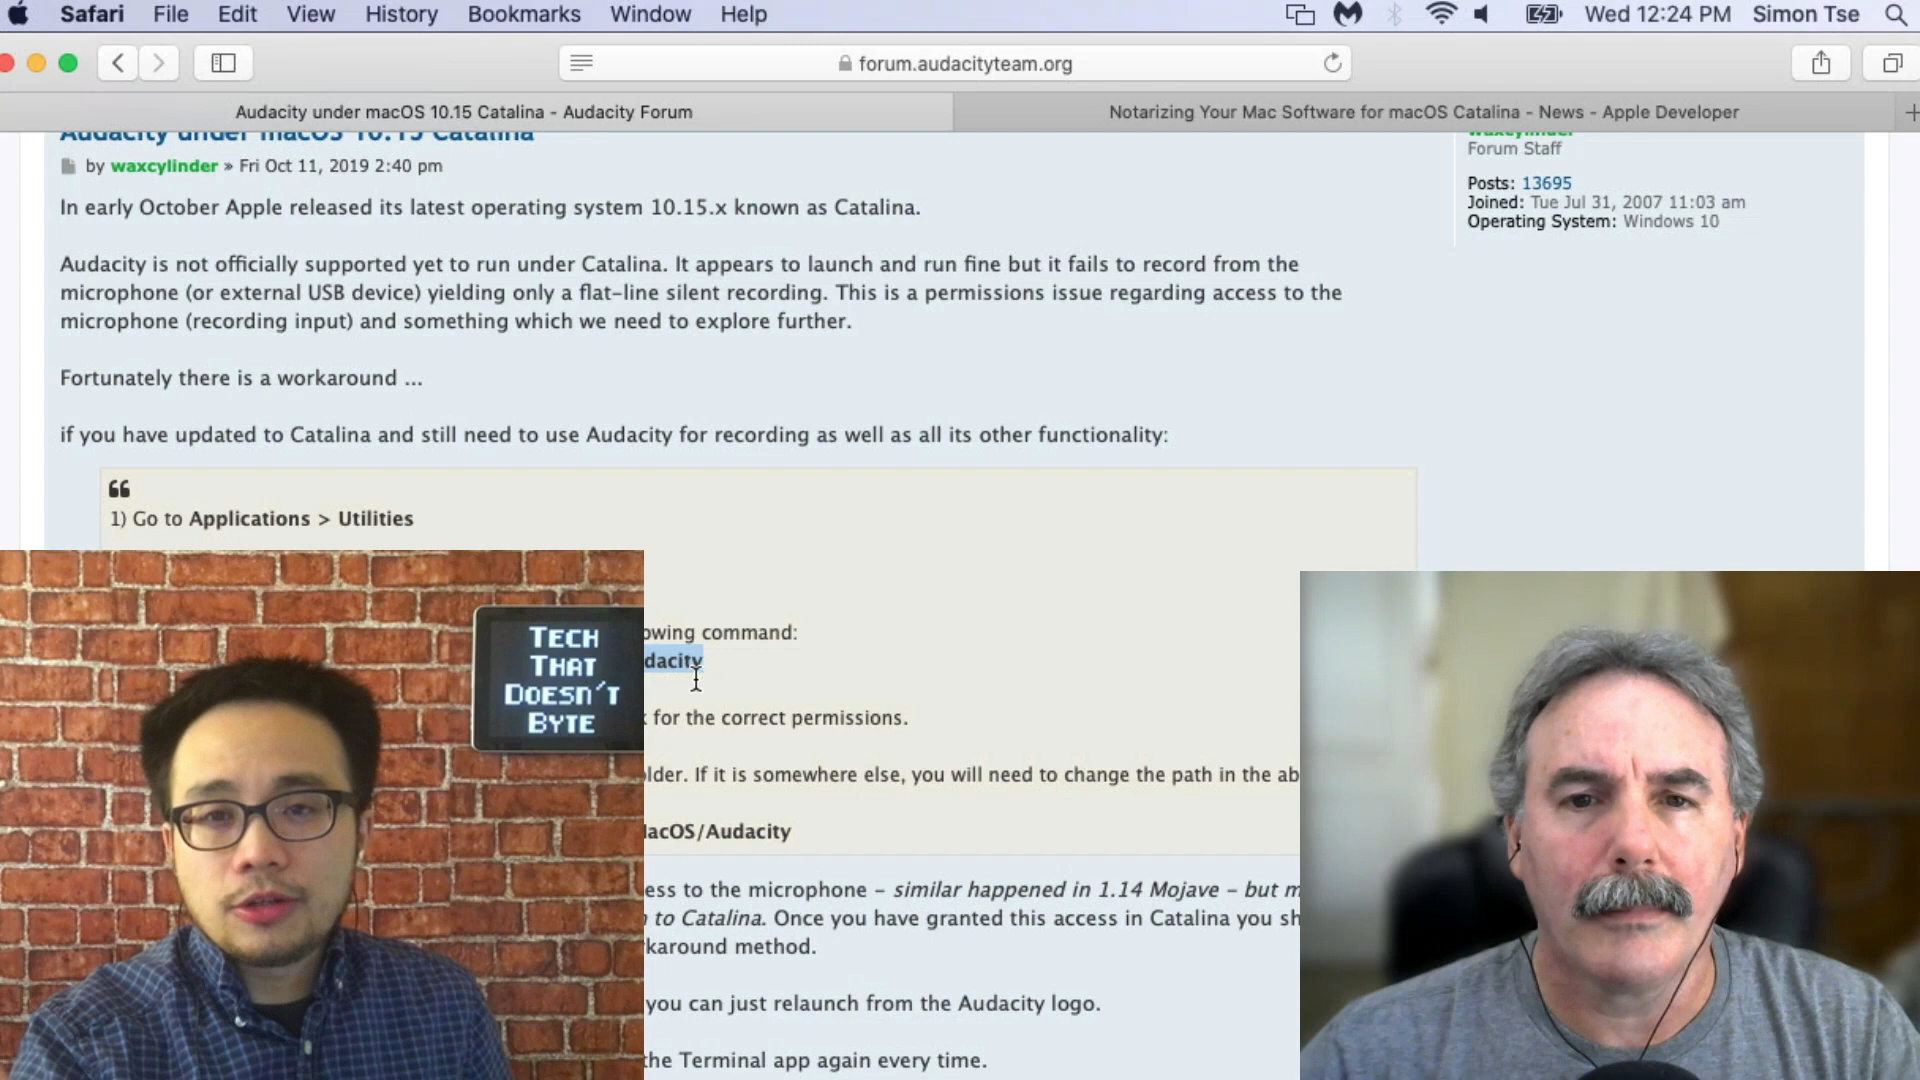 Safari File Edit View History Bookmarks Window Help Wed 12:24 PM Simon Tse
forum.audacityteam.org
Audacity under macOS 10.15 Catalina - Audacity Forum
Notarizing Your Mac Software for macOS Catalina - News - Apple Developer
Audacity under macOS 10.15 Catalina
by waxcylinder » Fri Oct 11, 2019 2:40 pm
waxcylinder
Forum Staff
Posts: 13695
Joined: Tue Jul 31, 2007 11:03 am
Operating System: Windows 10
In early October Apple released its latest operating system 10.15.x known as Catalina.
Audacity is not officially supported yet to run under Catalina. It appears to launch and run fine but it fails to record from the
microphone (or external USB device) yielding only a flat-line silent recording. This is a permissions issue regarding access to the
microphone (recording input) and something which we need to explore further.
Fortunately there is a workaround ...
if you have updated to Catalina and still need to use Audacity for recording as well as all its other functionality:
1) Go to Applications > Utilities
owing command:
dacity
for the correct permissions.
lder. If it is somewhere else, you will need to change the path in the ab
acOS/Audacity
ess to the microphone - similar happened in 1.14 Mojave - but m
to Catalina. Once you have granted this access in Catalina you sh
karound method.
you can just relaunch from the Audacity logo.
the Terminal app again every time.
TECH
THAT
DOESN'T
BYTE